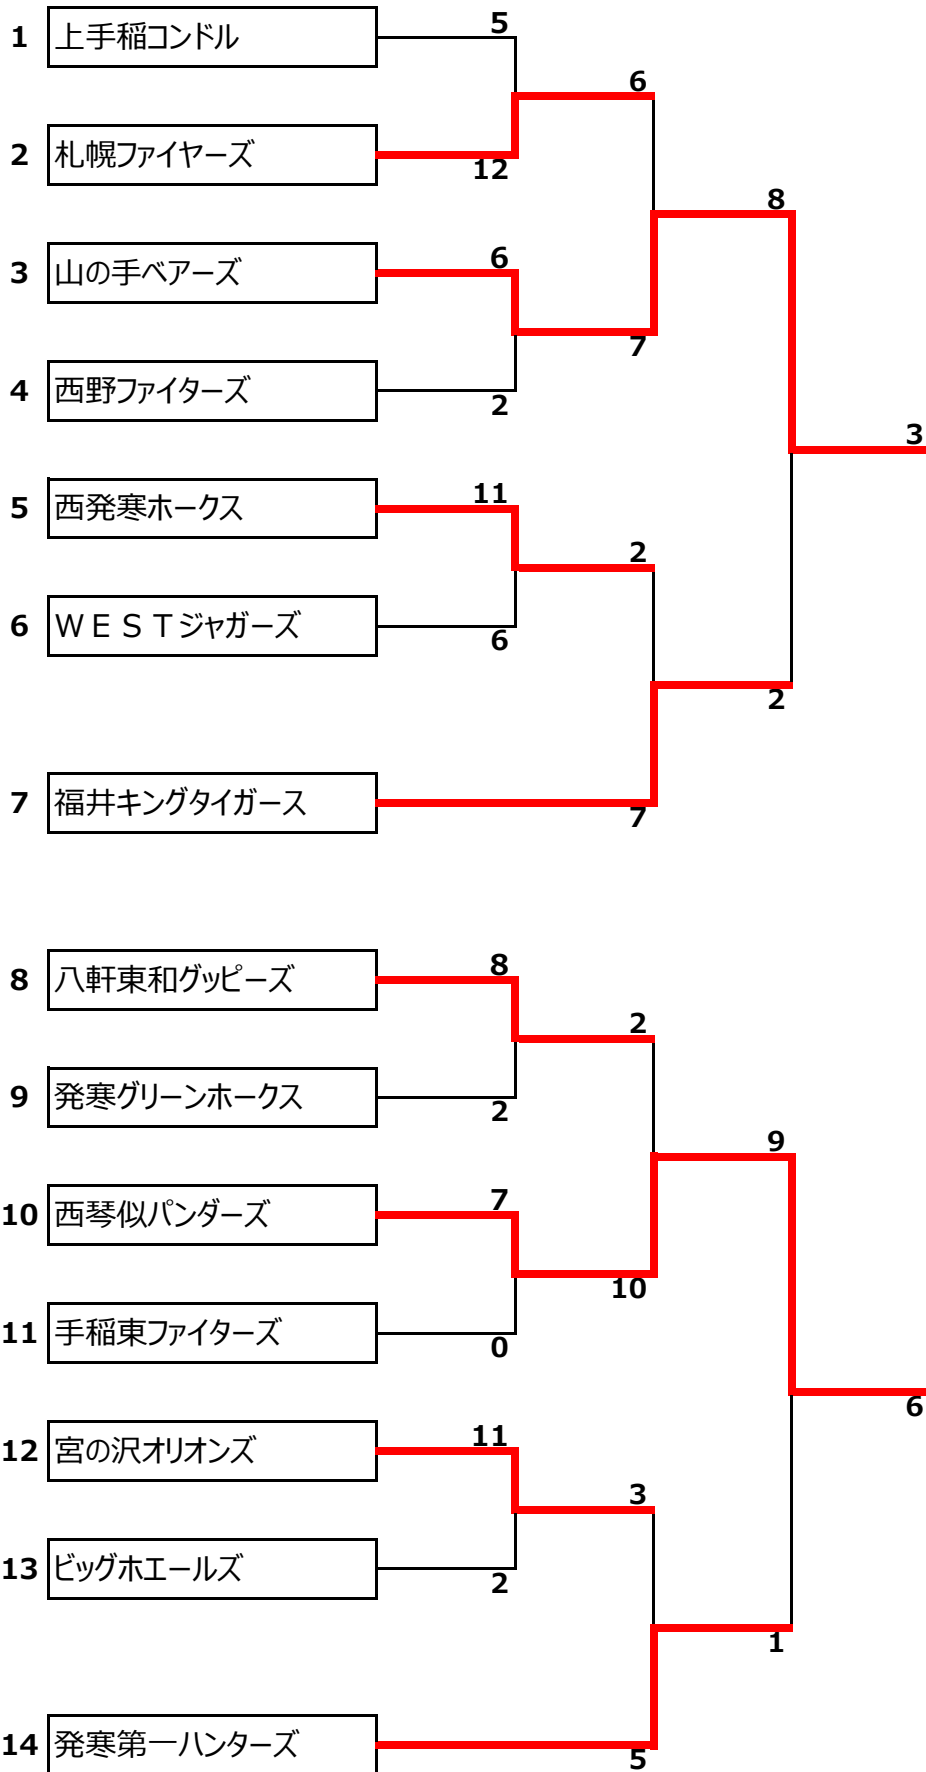 5
1 上手稲コンドル
6
2 札幌ファイヤーズ
12
8
6
3 山の手ベアーズ
7
4 西野ファイターズ
2
3
11
5 西発寒ホークス
2
6 ＷＥＳＴジャガーズ
6
2
7 福井キングタイガース
7
8
8 八軒東和グッピーズ
2
9 発寒グリーンホークス
2
9
7
10 西琴似パンダーズ
10
11 手稲東ファイターズ
0
6
11
12 宮の沢オリオンズ
3
13 ビッグホエールズ
2
1
14 発寒第一ハンターズ
5